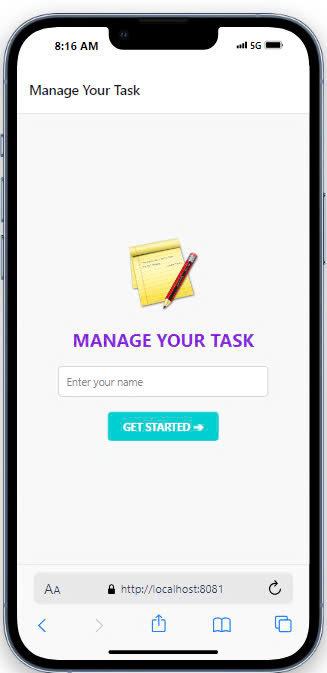 8:16 AM 5G
Manage Your Task
MANAGE YOUR TASK
Enter your name
GET STARTED ➔
AA http://localhost:8081